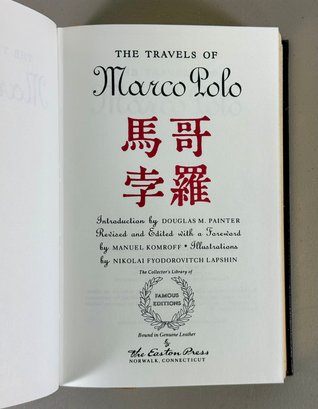 THE TRAVELS OF
Marco Polo
馬哥
孛羅
Introduction by DOUGLAS M. PAINTER
Revised and Edited with a Foreword
by MANUEL KOMROFF • Illustrations
by NIKOLAI FYODOROVITCH LAPSHIN
The Collector's Library of
FAMOUS
EDITIONS
Bound in Genuine Leather
The Easton Press
NORWALK, CONNECTICUT